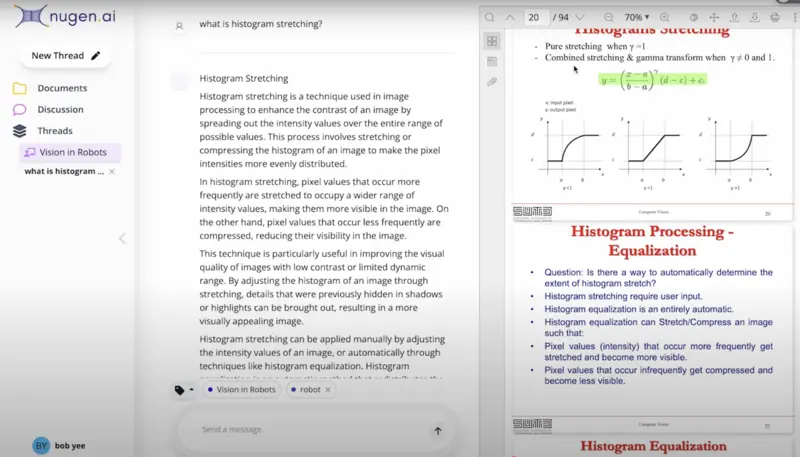 nugen.ai
New Thread
Documents
Discussion
Threads
Vision in Robots
what is histogram ... ×
BY bob yee
what is histogram stretching?
Histogram Stretching
Histogram stretching is a technique used in image
processing to enhance the contrast of an image by
spreading out the intensity values over the entire range of
possible values. This process involves stretching or
compressing the histogram of an image to make the pixel
intensities more evenly distributed.
In histogram stretching, pixel values that occur more
frequently are stretched to occupy a wider range of
intensity values, making them more visible in the image. On
the other hand, pixel values that occur less frequently are
compressed, reducing their visibility in the image.
This technique is particularly useful in improving the visual
quality of images with low contrast or limited dynamic
range. By adjusting the histogram of an image through
stretching, details that were previously hidden in shadows
or highlights can be brought out, resulting in a more
visually appealing image.
Histogram stretching can be applied manually by adjusting
the intensity values of an image, or automatically through
techniques like histogram equalization. Histogram
Vision in Robots
robot ×
Send a message.
20 / 94
70%
Histograms Stretching
- Pure stretching when γ =1
- Combined stretching & gamma transform when γ ≠ 0 and 1.
y = ((x − a)/(b − a))^γ (d − c) + c.
x: input pixel
y: output pixel
y y y
d d d
c c c
a b x a b x a b x
γ<1 γ=1 γ>1
Computer Vision 20
Histogram Processing -
Equalization
• Question: Is there a way to automatically determine the
extent of histogram stretch?
• Histogram stretching require user input.
• Histogram equalization is an entirely automatic.
• Histogram equalization can Stretch/Compress an image
such that:
• Pixel values (intensity) that occur more frequently get
stretched and become more visible.
• Pixel values that occur infrequently get compressed and
become less visible.
Computer Vision 21
Histogram Equalization